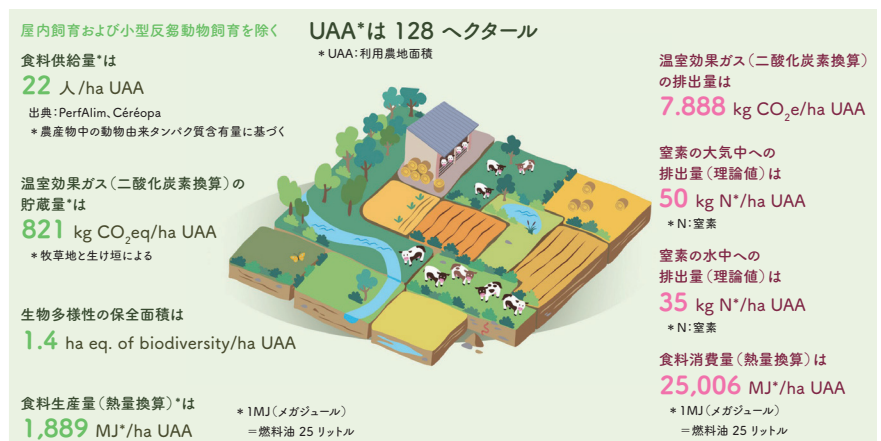 屋内飼育および小型反芻動物飼育を除く
UAA*は 128 ヘクタール
*UAA:利用農地面積
食料供給量*は
22 人/ha UAA
出典:PerfAlim、Céréopa
*農産物中の動物由来タンパク質含有量に基づく
温室効果ガス(二酸化炭素換算)の
貯蔵量*は
821 kg CO₂eq/ha UAA
*牧草地と生け垣による
生物多様性の保全面積は
1.4 ha eq. of biodiversity/ha UAA
食料生産量(熱量換算)*は
1,889 MJ*/ha UAA
*1MJ(メガジュール)
=燃料油 25 リットル
温室効果ガス(二酸化炭素換算)
の排出量は
7.888 kg CO₂e/ha UAA
窒素の大気中への
排出量(理論値)は
50 kg N*/ha UAA
*N:窒素
窒素の水中への
排出量(理論値)は
35 kg N*/ha UAA
*N:窒素
食料消費量(熱量換算)は
25,006 MJ*/ha UAA
*1MJ(メガジュール)
=燃料油 25 リットル